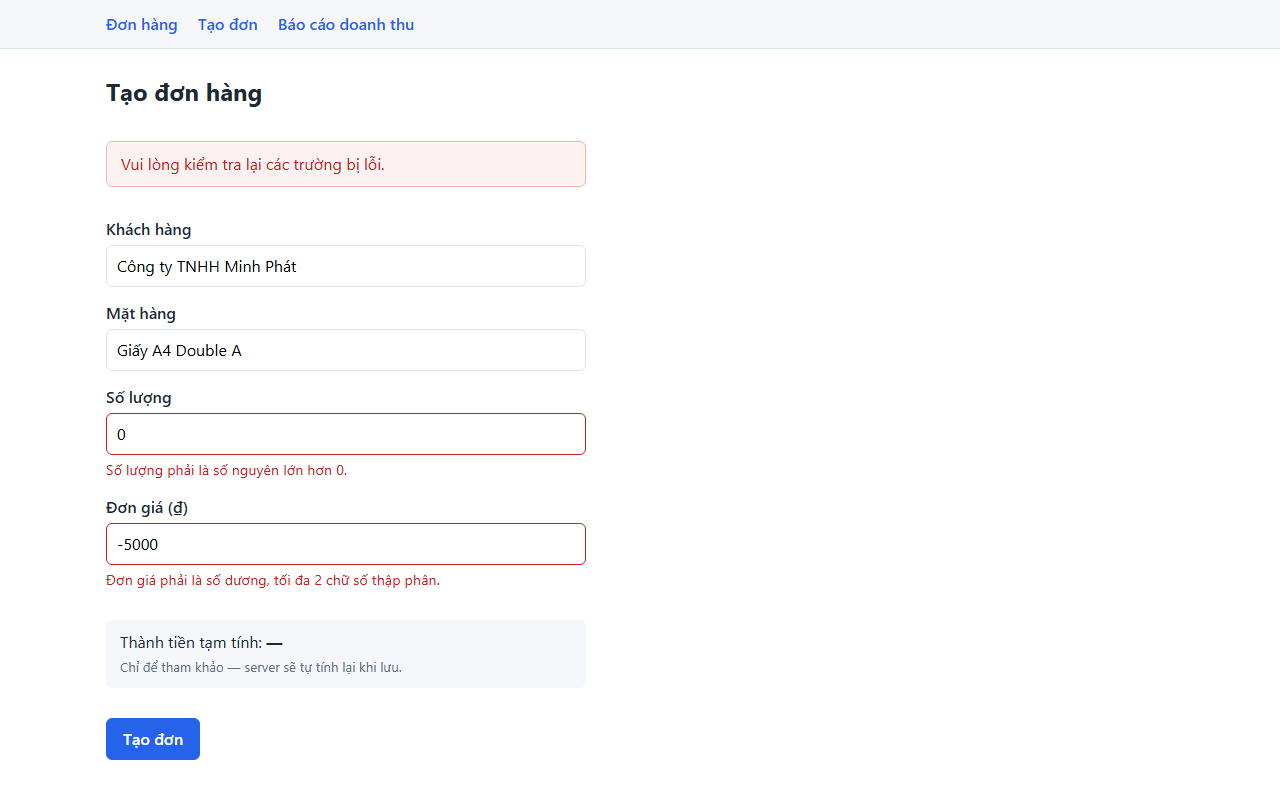 Đơn hàng Tạo đơn Báo cáo doanh thu
Tạo đơn hàng
Vui lòng kiểm tra lại các trường bị lỗi.
Khách hàng
Công ty TNHH Minh Phát
Mặt hàng
Giấy A4 Double A
Số lượng
0
Số lượng phải là số nguyên lớn hơn 0.
Đơn giá (₫)
-5000
Đơn giá phải là số dương, tối đa 2 chữ số thập phân.
Thành tiền tạm tính: —
Chỉ để tham khảo — server sẽ tự tính lại khi lưu.
Tạo đơn